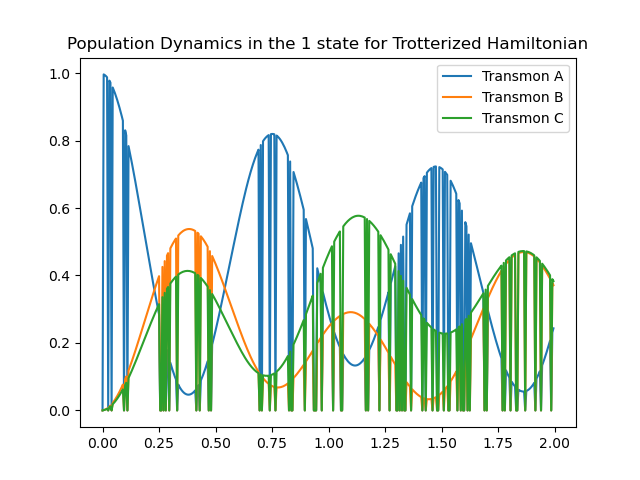 Population Dynamics in the 1 state for Trotterized Hamiltonian
Transmon A
Transmon B
Transmon C
1.0
0.8
0.6
0.4
0.2
0.0
0.00 0.25 0.50 0.75 1.00 1.25 1.50 1.75 2.00